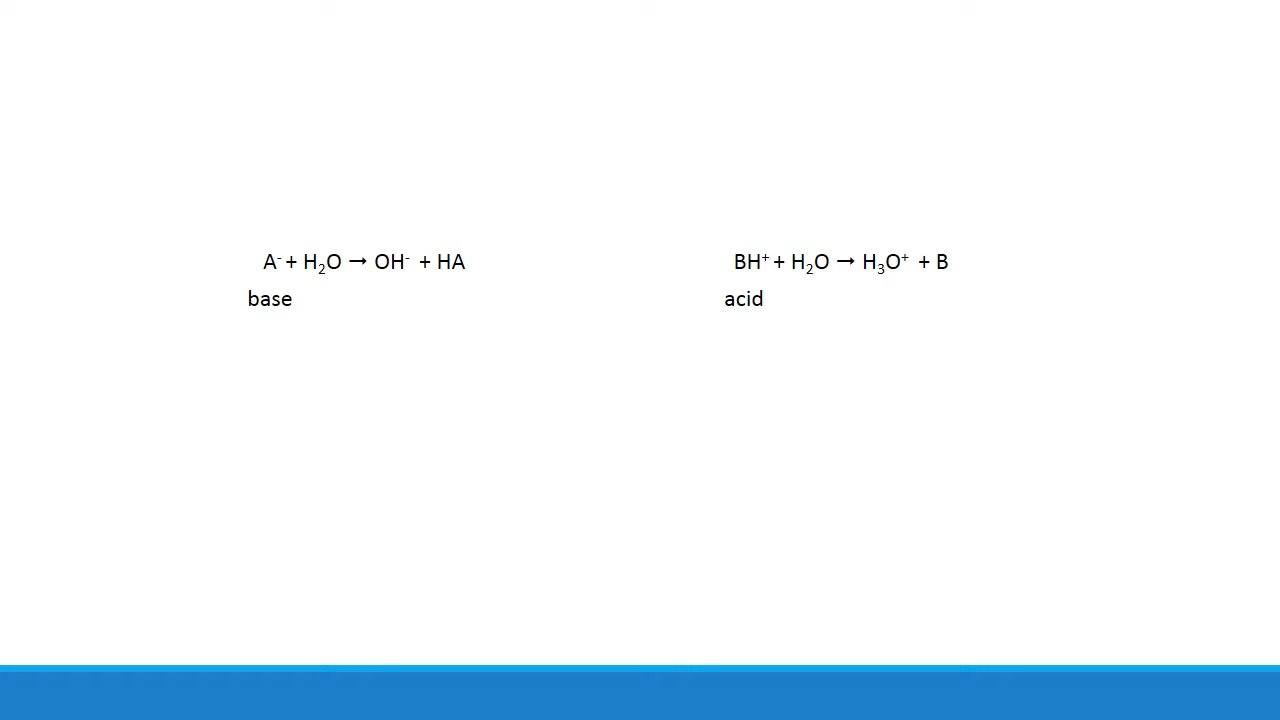 A⁻ + H₂O → OH⁻ + HA
base
BH⁺ + H₂O → H₃O⁺ + B
acid